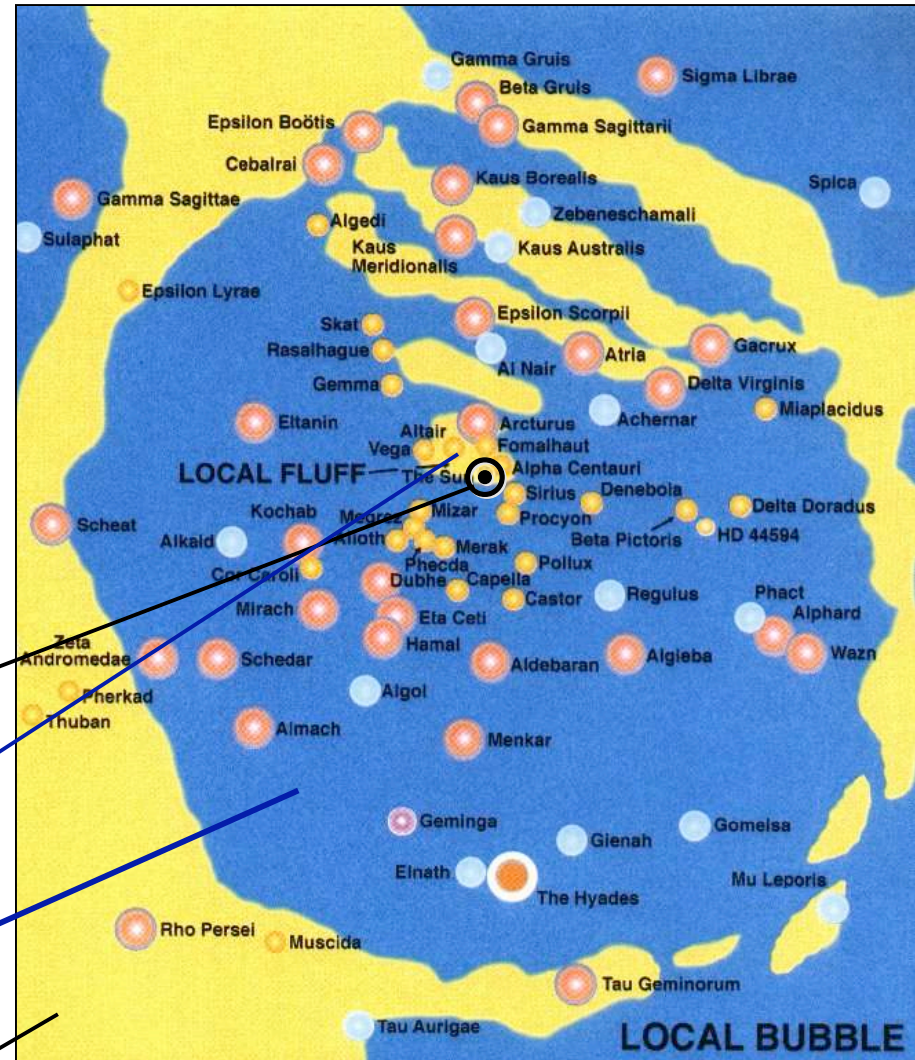 Gamma Gruis
Sigma Librae
Beta Gruis
Epsilon Boötis
Gamma Sagittarii
Cebalrai
Kaus Borealis
Spica
Gamma Sagittae
Zebeneschamali
Algedi
Sulaphat
Kaus
Meridionalis
Kaus Australis
Epsilon Lyrae
Epsilon Scorpii
Skat
Rasalhague
Al Nair
Atria
Gacrux
Gemma
Delta Virginis
Achernar
Miaplacidus
Eltanin
Arcturus
Altair
Fomalhaut
Vega
LOCAL FLUFF
The Sun
Alpha Centauri
Sirius
Denebola
Kochab
Mizar
Delta Doradus
Scheat
Megrez
Procyon
Beta Pictoris
HD 44594
Alkaid
Alioth
Merak
Phecda
Pollux
Cor Caroli
Dubhe
Capella
Castor
Regulus
Phact
Mirach
Eta Ceti
Alphard
Hamal
Zeta
Andromedae
Schedar
Aldebaran
Algieba
Wazn
Pherkad
Algol
Thuban
Almach
Menkar
Geminga
Gienah
Gomeisa
Elnath
The Hyades
Mu Leporis
Rho Persei
Muscida
Tau Geminorum
Tau Aurigae
LOCAL BUBBLE